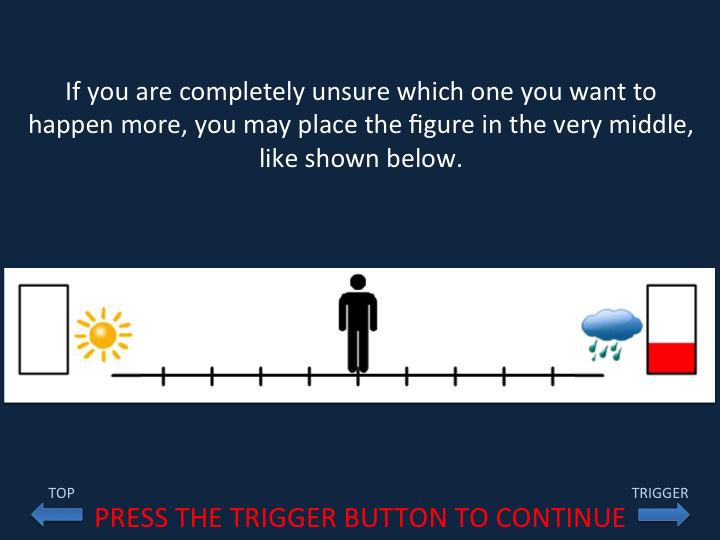 If you are completely unsure which one you want to
happen more, you may place the figure in the very middle,
like shown below.
TOP
TRIGGER
PRESS THE TRIGGER BUTTON TO CONTINUE